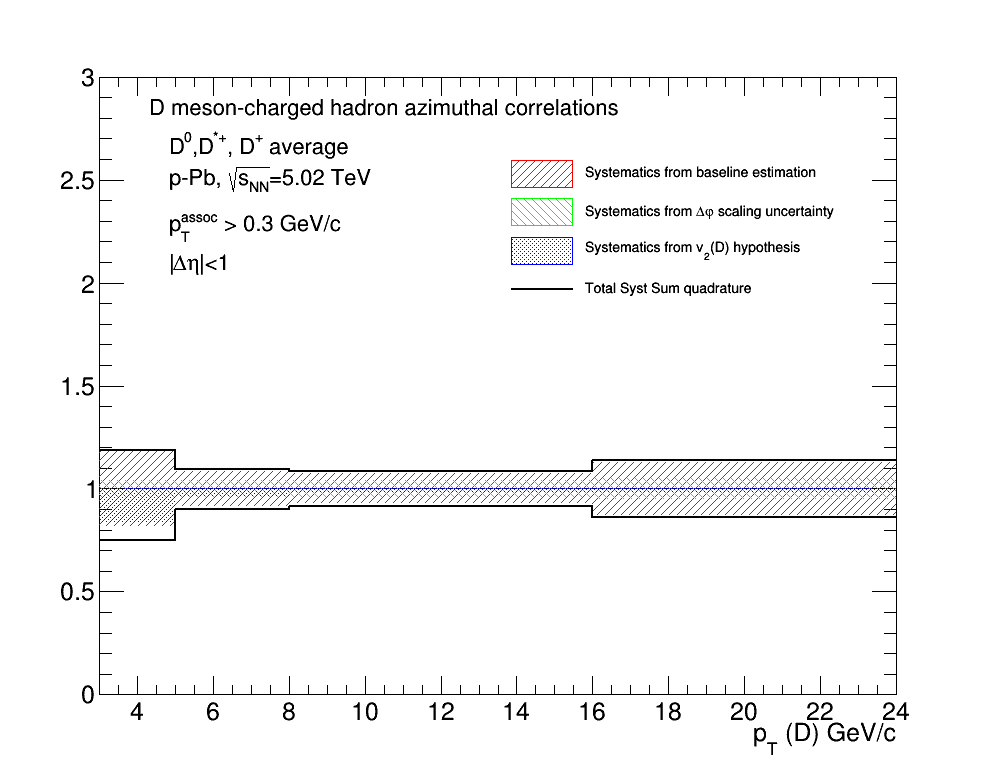 D meson-charged hadron azimuthal correlations
D⁰,D*⁺, D⁺ average
p-Pb, √s_NN=5.02 TeV
p_T^assoc > 0.3 GeV/c
|Δη|<1
Systematics from baseline estimation
Systematics from Δφ scaling uncertainty
Systematics from v₂(D) hypothesis
Total Syst Sum quadrature
3
2.5
2
1.5
1
0.5
0
4 6 8 10 12 14 16 18 20 22 24
p_T (D) GeV/c